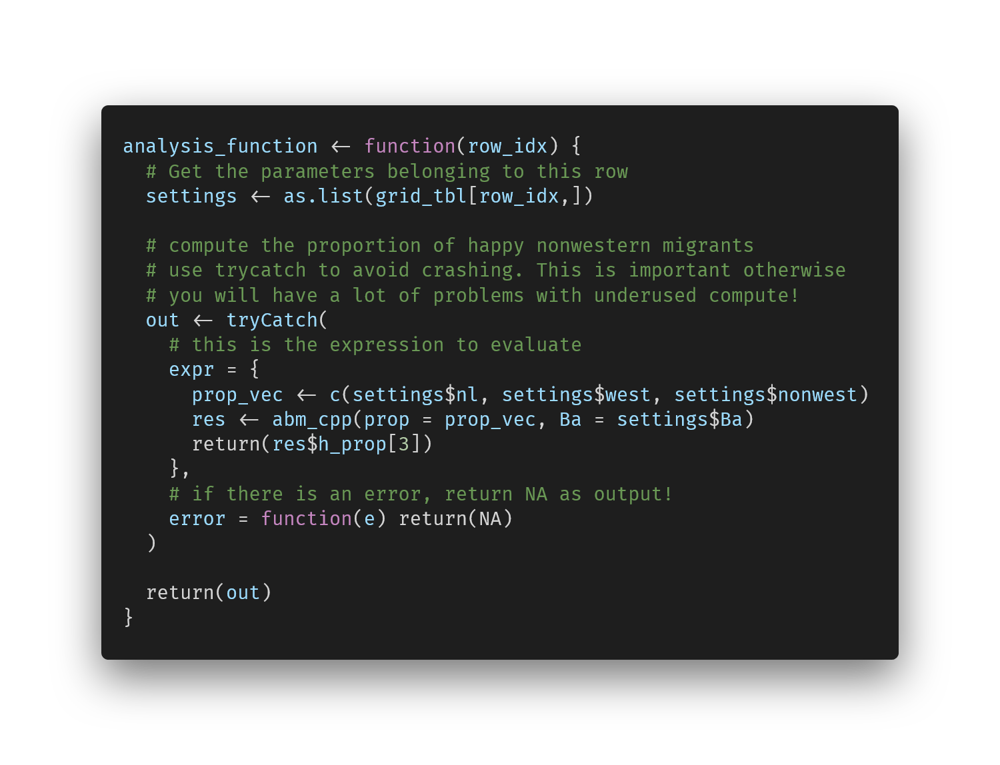 analysis_function <- function(row_idx) {
  # Get the parameters belonging to this row
  settings <- as.list(grid_tbl[row_idx,])

  # compute the proportion of happy nonwestern migrants
  # use trycatch to avoid crashing. This is important otherwise
  # you will have a lot of problems with underused compute!
  out <- tryCatch(
    # this is the expression to evaluate
    expr = {
      prop_vec <- c(settings$nl, settings$west, settings$nonwest)
      res <- abm_cpp(prop = prop_vec, Ba = settings$Ba)
      return(res$h_prop[3])
    },
    # if there is an error, return NA as output!
    error = function(e) return(NA)
  )

  return(out)
}